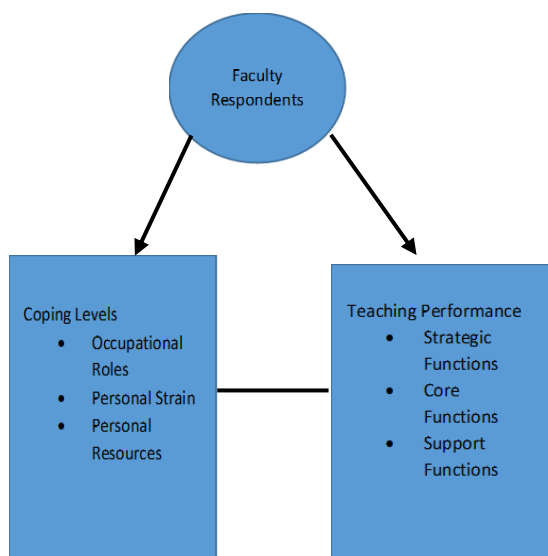 Faculty
Respondents
Coping Levels
• Occupational
Roles
• Personal Strain
• Personal
Resources
Teaching Performance
• Strategic
Functions
• Core
Functions
• Support
Functions